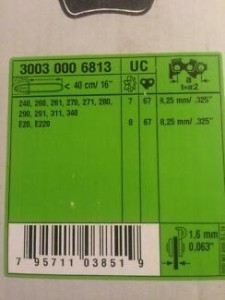 3003 000 6813 UC
< 40 cm/ 16" a
t=a:2
240, 260, 261, 270, 271, 280, 7 67 8,25 mm/ .325"
290, 291, 311, 340
E20, E220 8 67 8,25 mm/ .325"
1,6 mm
0,063"
7 95711 03851 9